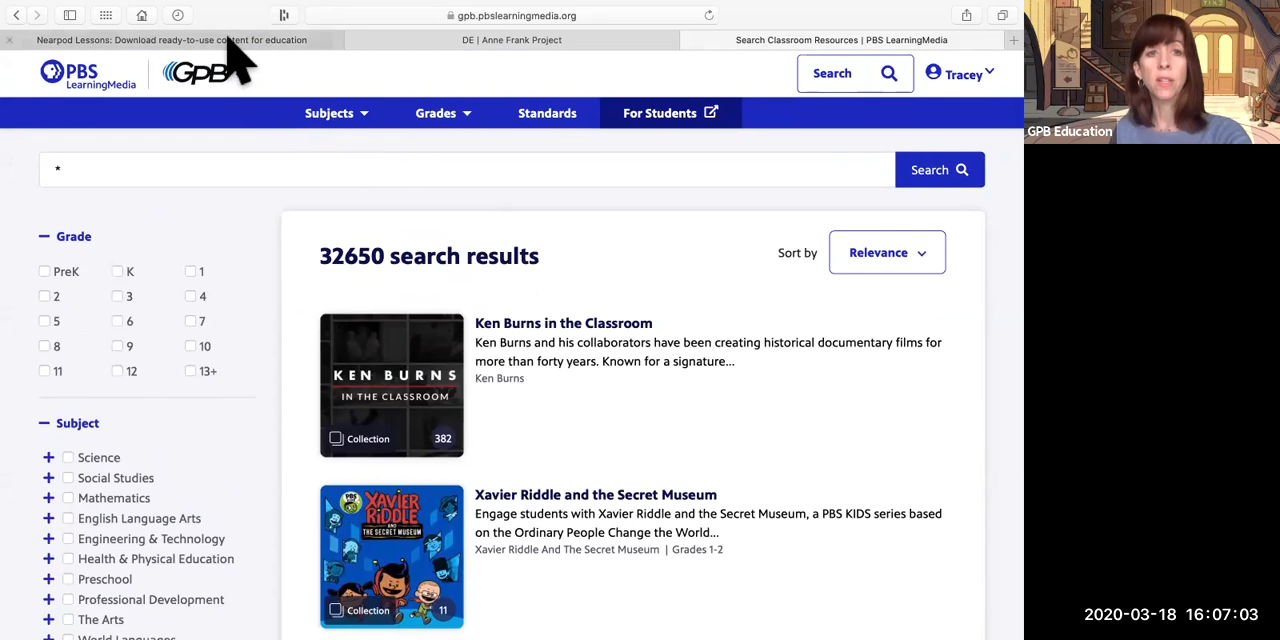 gpb.pbslearningmedia.org
Nearpod Lessons: Download ready-to-use content for education
DE | Anne Frank Project
Search Classroom Resources | PBS LearningMedia
PBS
LearningMedia
GPB
Search
Tracey
Subjects
Grades
Standards
For Students
*
Search
Grade
PreK
K
1
2
3
4
5
6
7
8
9
10
11
12
13+
Subject
Science
Social Studies
Mathematics
English Language Arts
Engineering & Technology
Health & Physical Education
Preschool
Professional Development
The Arts
World Languages
32650 search results
Sort by
Relevance
KEN BURNS
IN THE CLASSROOM
Collection
382
Ken Burns in the Classroom
Ken Burns and his collaborators have been creating historical documentary films for
more than forty years. Known for a signature...
Ken Burns
PBS
KIDS
XAVIER
RIDDLE
AND
THE SECRET MUSEUM
Collection
11
Xavier Riddle and the Secret Museum
Engage students with Xavier Riddle and the Secret Museum, a PBS KIDS series based
on the Ordinary People Change the World...
Xavier Riddle And The Secret Museum | Grades 1-2
GPB Education
2020-03-18 16:07:03